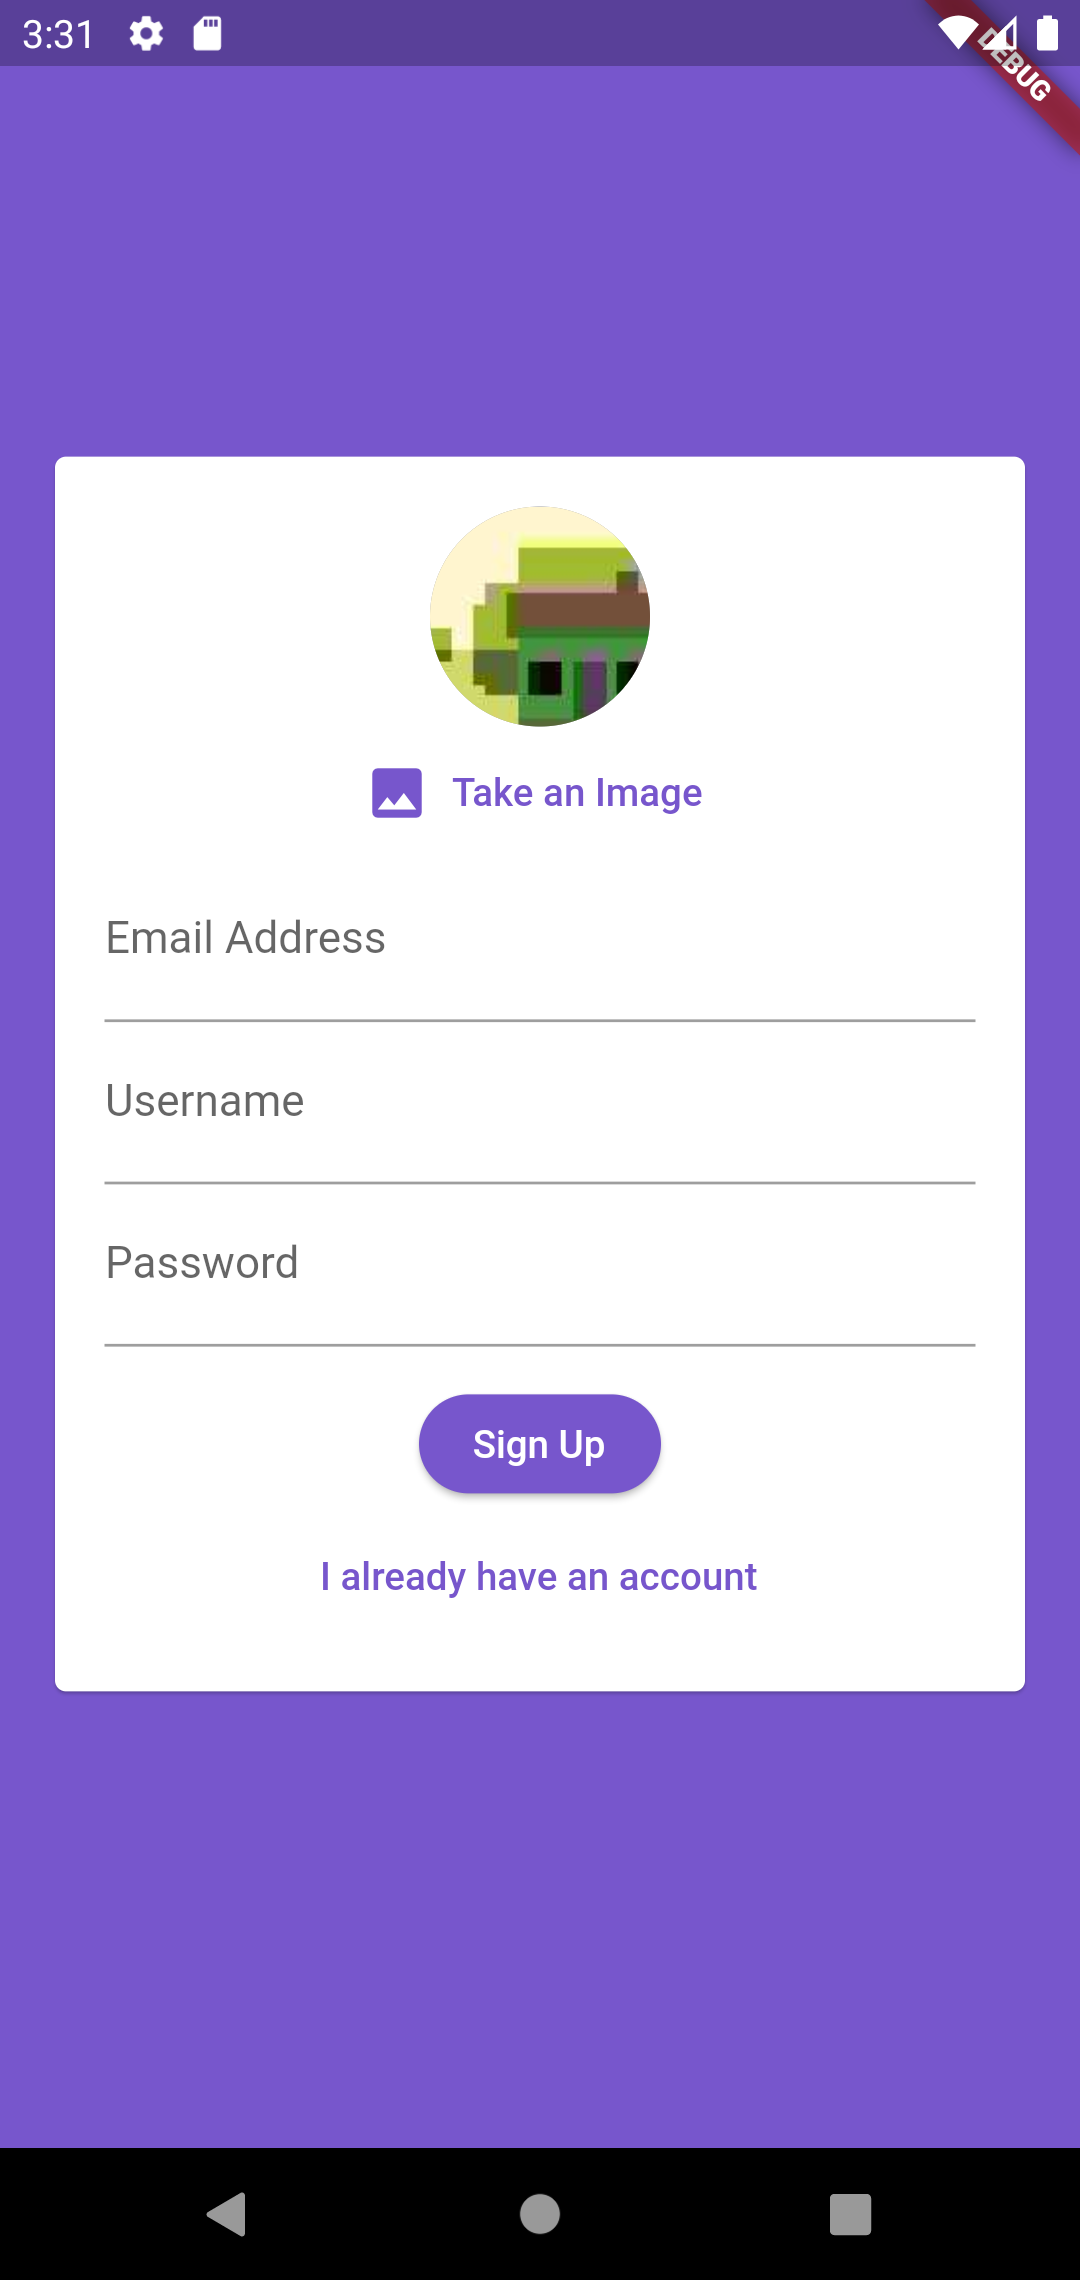 3:31
DEBUG
Take an Image
Email Address
Username
Password
Sign Up
I already have an account